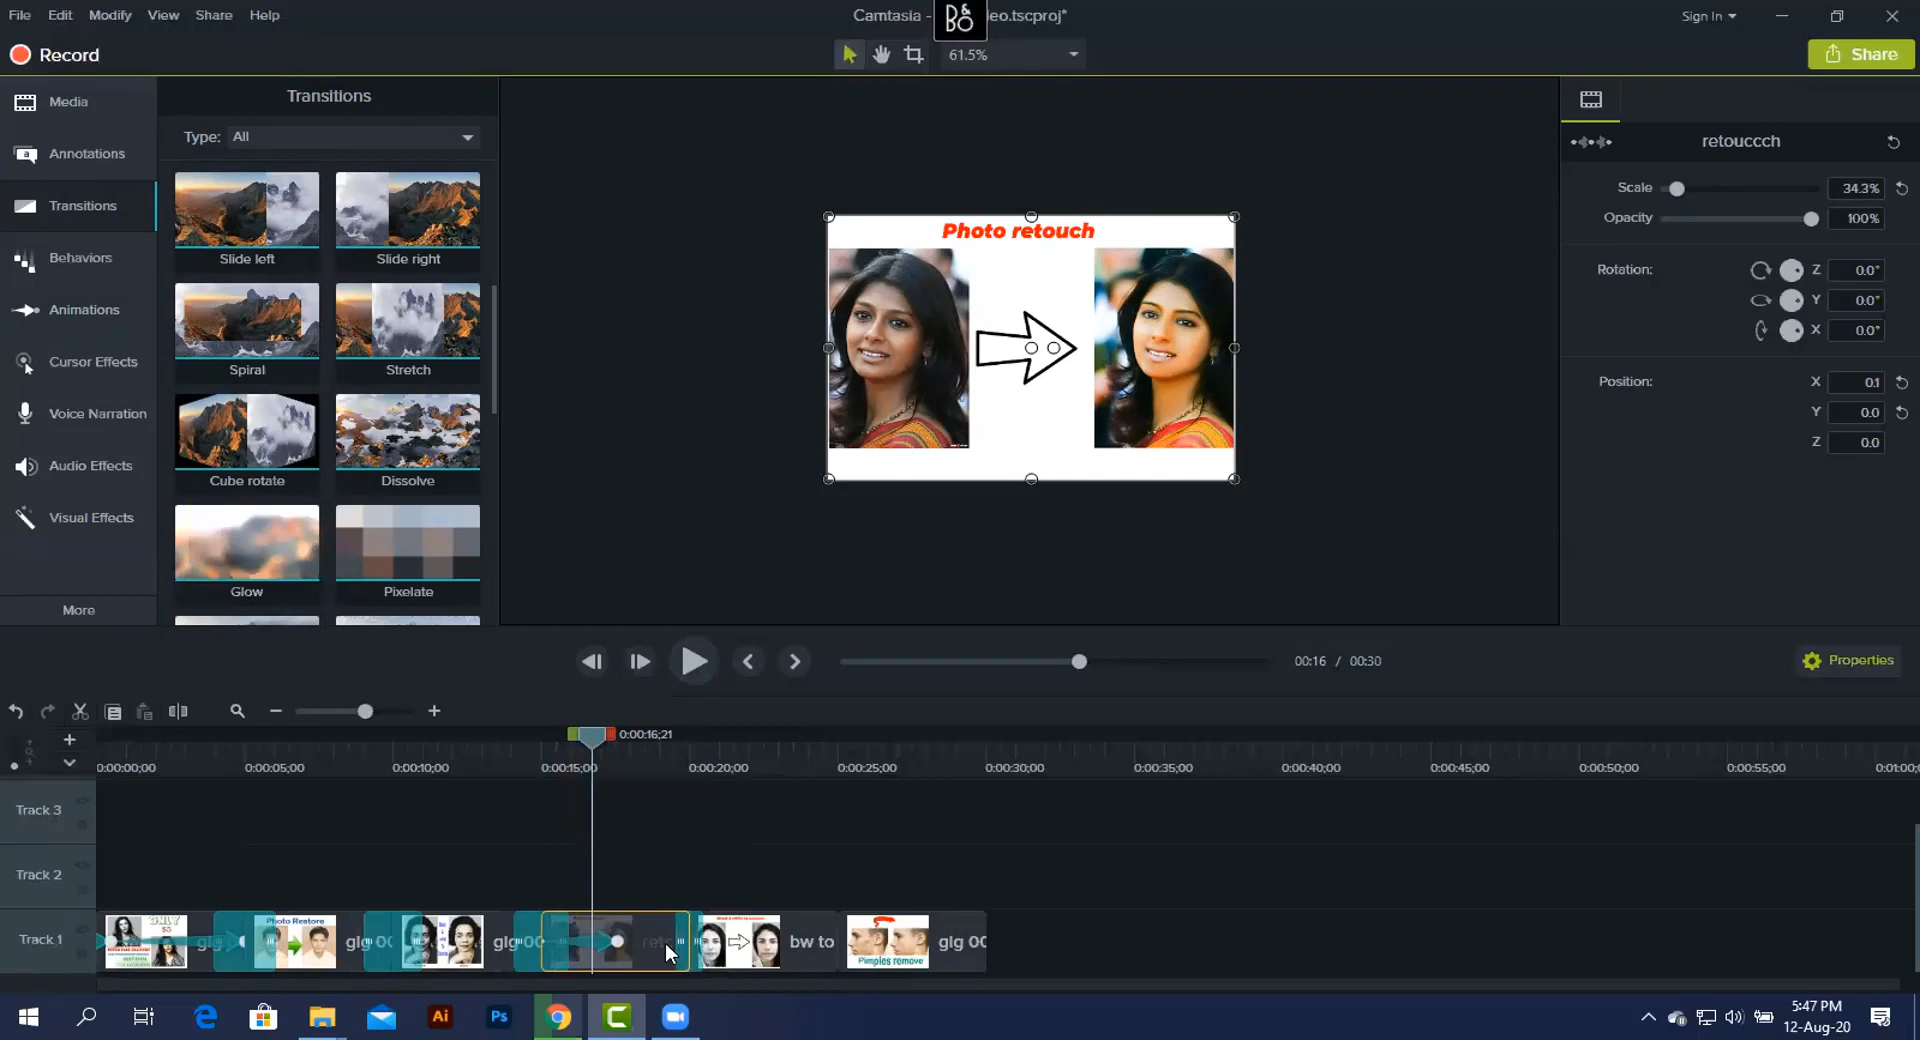 File Edit Modify View Share Help
Camtasia - eo.tscproj*
B&O
Sign In
Record
61.5%
Share
Media
Annotations
Transitions
Behaviors
Animations
Cursor Effects
Voice Narration
Audio Effects
Visual Effects
More
Transitions
Type: All
Slide left
Slide right
Spiral
Stretch
Cube rotate
Dissolve
Glow
Pixelate
Photo retouch
retouccch
Scale 34.3%
Opacity 100%
Rotation: Z 0.0°
Y 0.0°
X 0.0°
Position: X 0.1
Y 0.0
Z 0.0
00:16 / 00:30
Properties
0:00:16;21
0:00:00;00 0:00:05;00 0:00:10;00 0:00:15;00 0:00:20;00 0:00:25;00 0:00:30;00 0:00:35;00 0:00:40;00 0:00:45;00 0:00:50;00 0:00:55;00 0:01:00;
Track 3
Track 2
Track 1
ONLY
$5
Photo Restore
glg 00
glg 00
bw to
Pimples remove
glg 00
Ai
Ps
5:47 PM
12-Aug-20